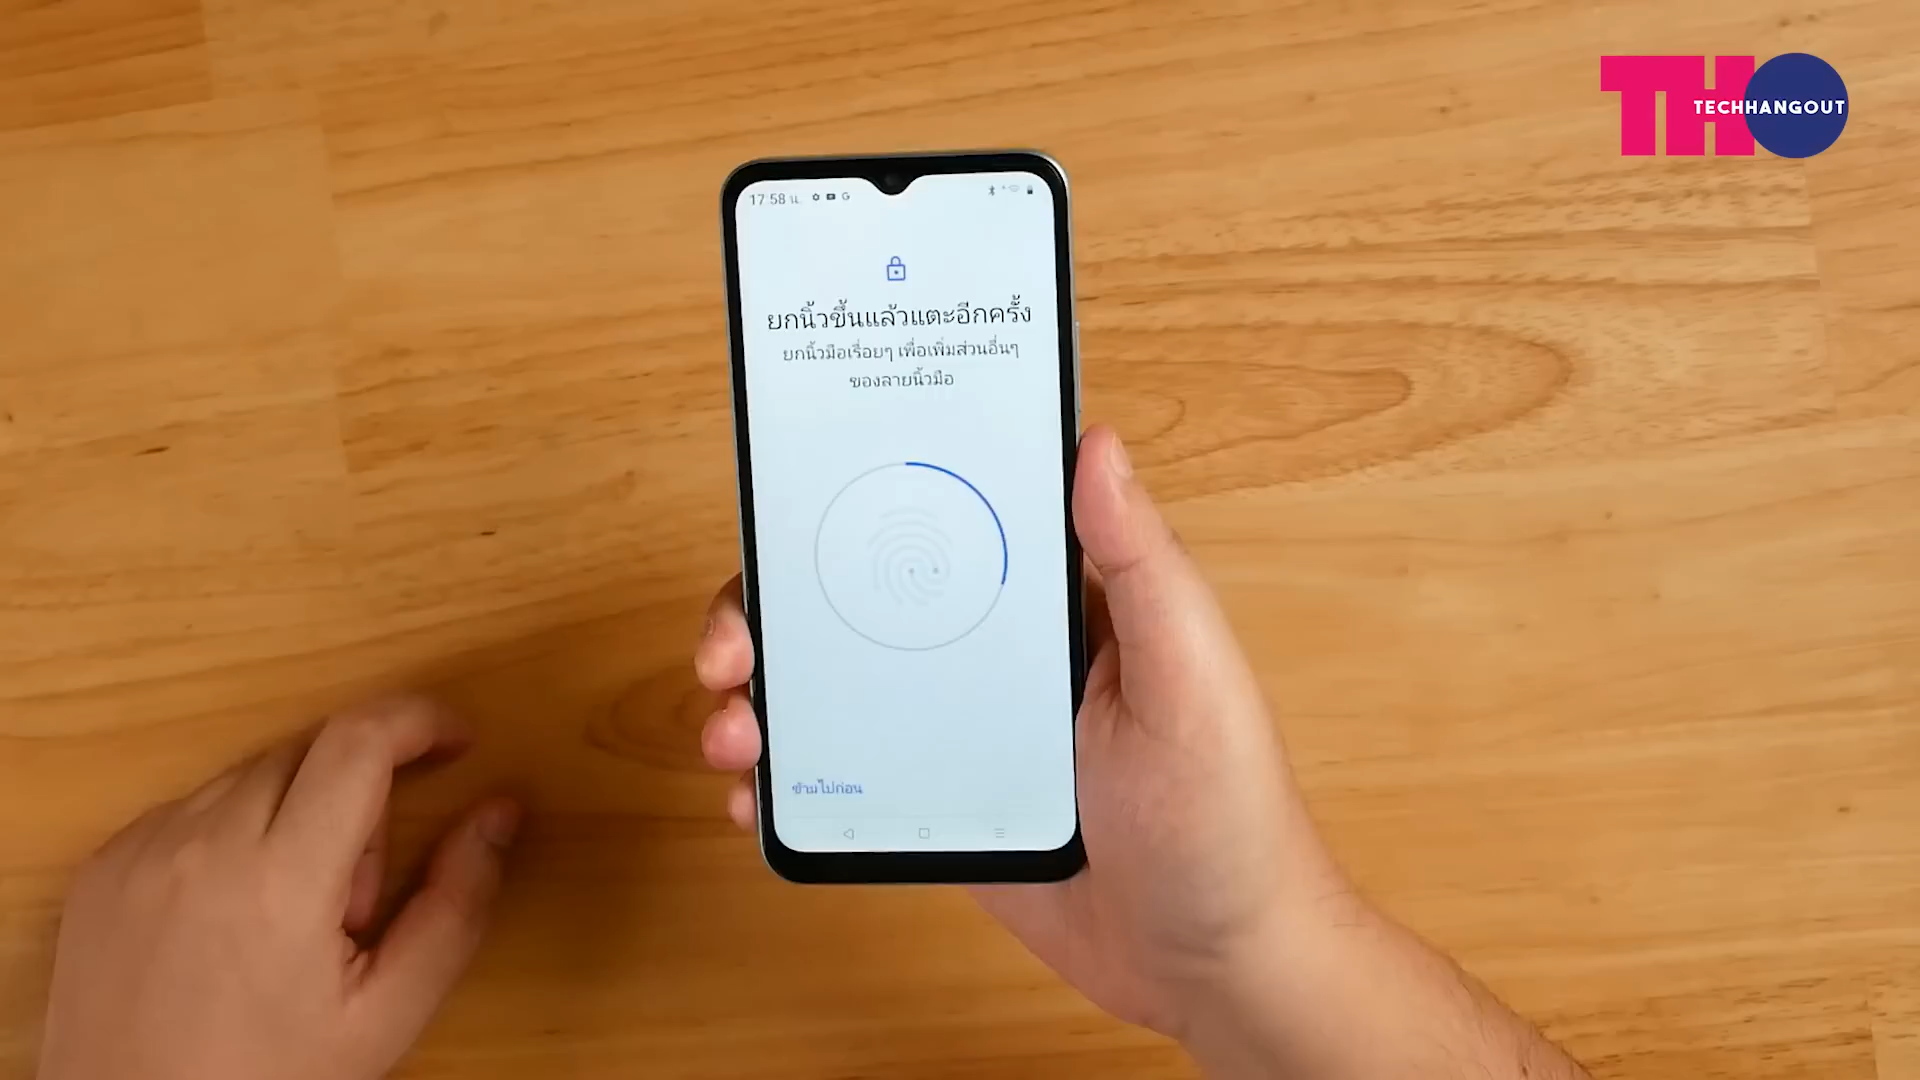 TECHHANGOUT
17:58 น.
ยกนิ้วขึ้นแล้วแตะอีกครั้ง
ยกนิ้วมือเรื่อยๆ เพื่อเพิ่มส่วนอื่นๆ
ของลายนิ้วมือ
ข้ามไปก่อน